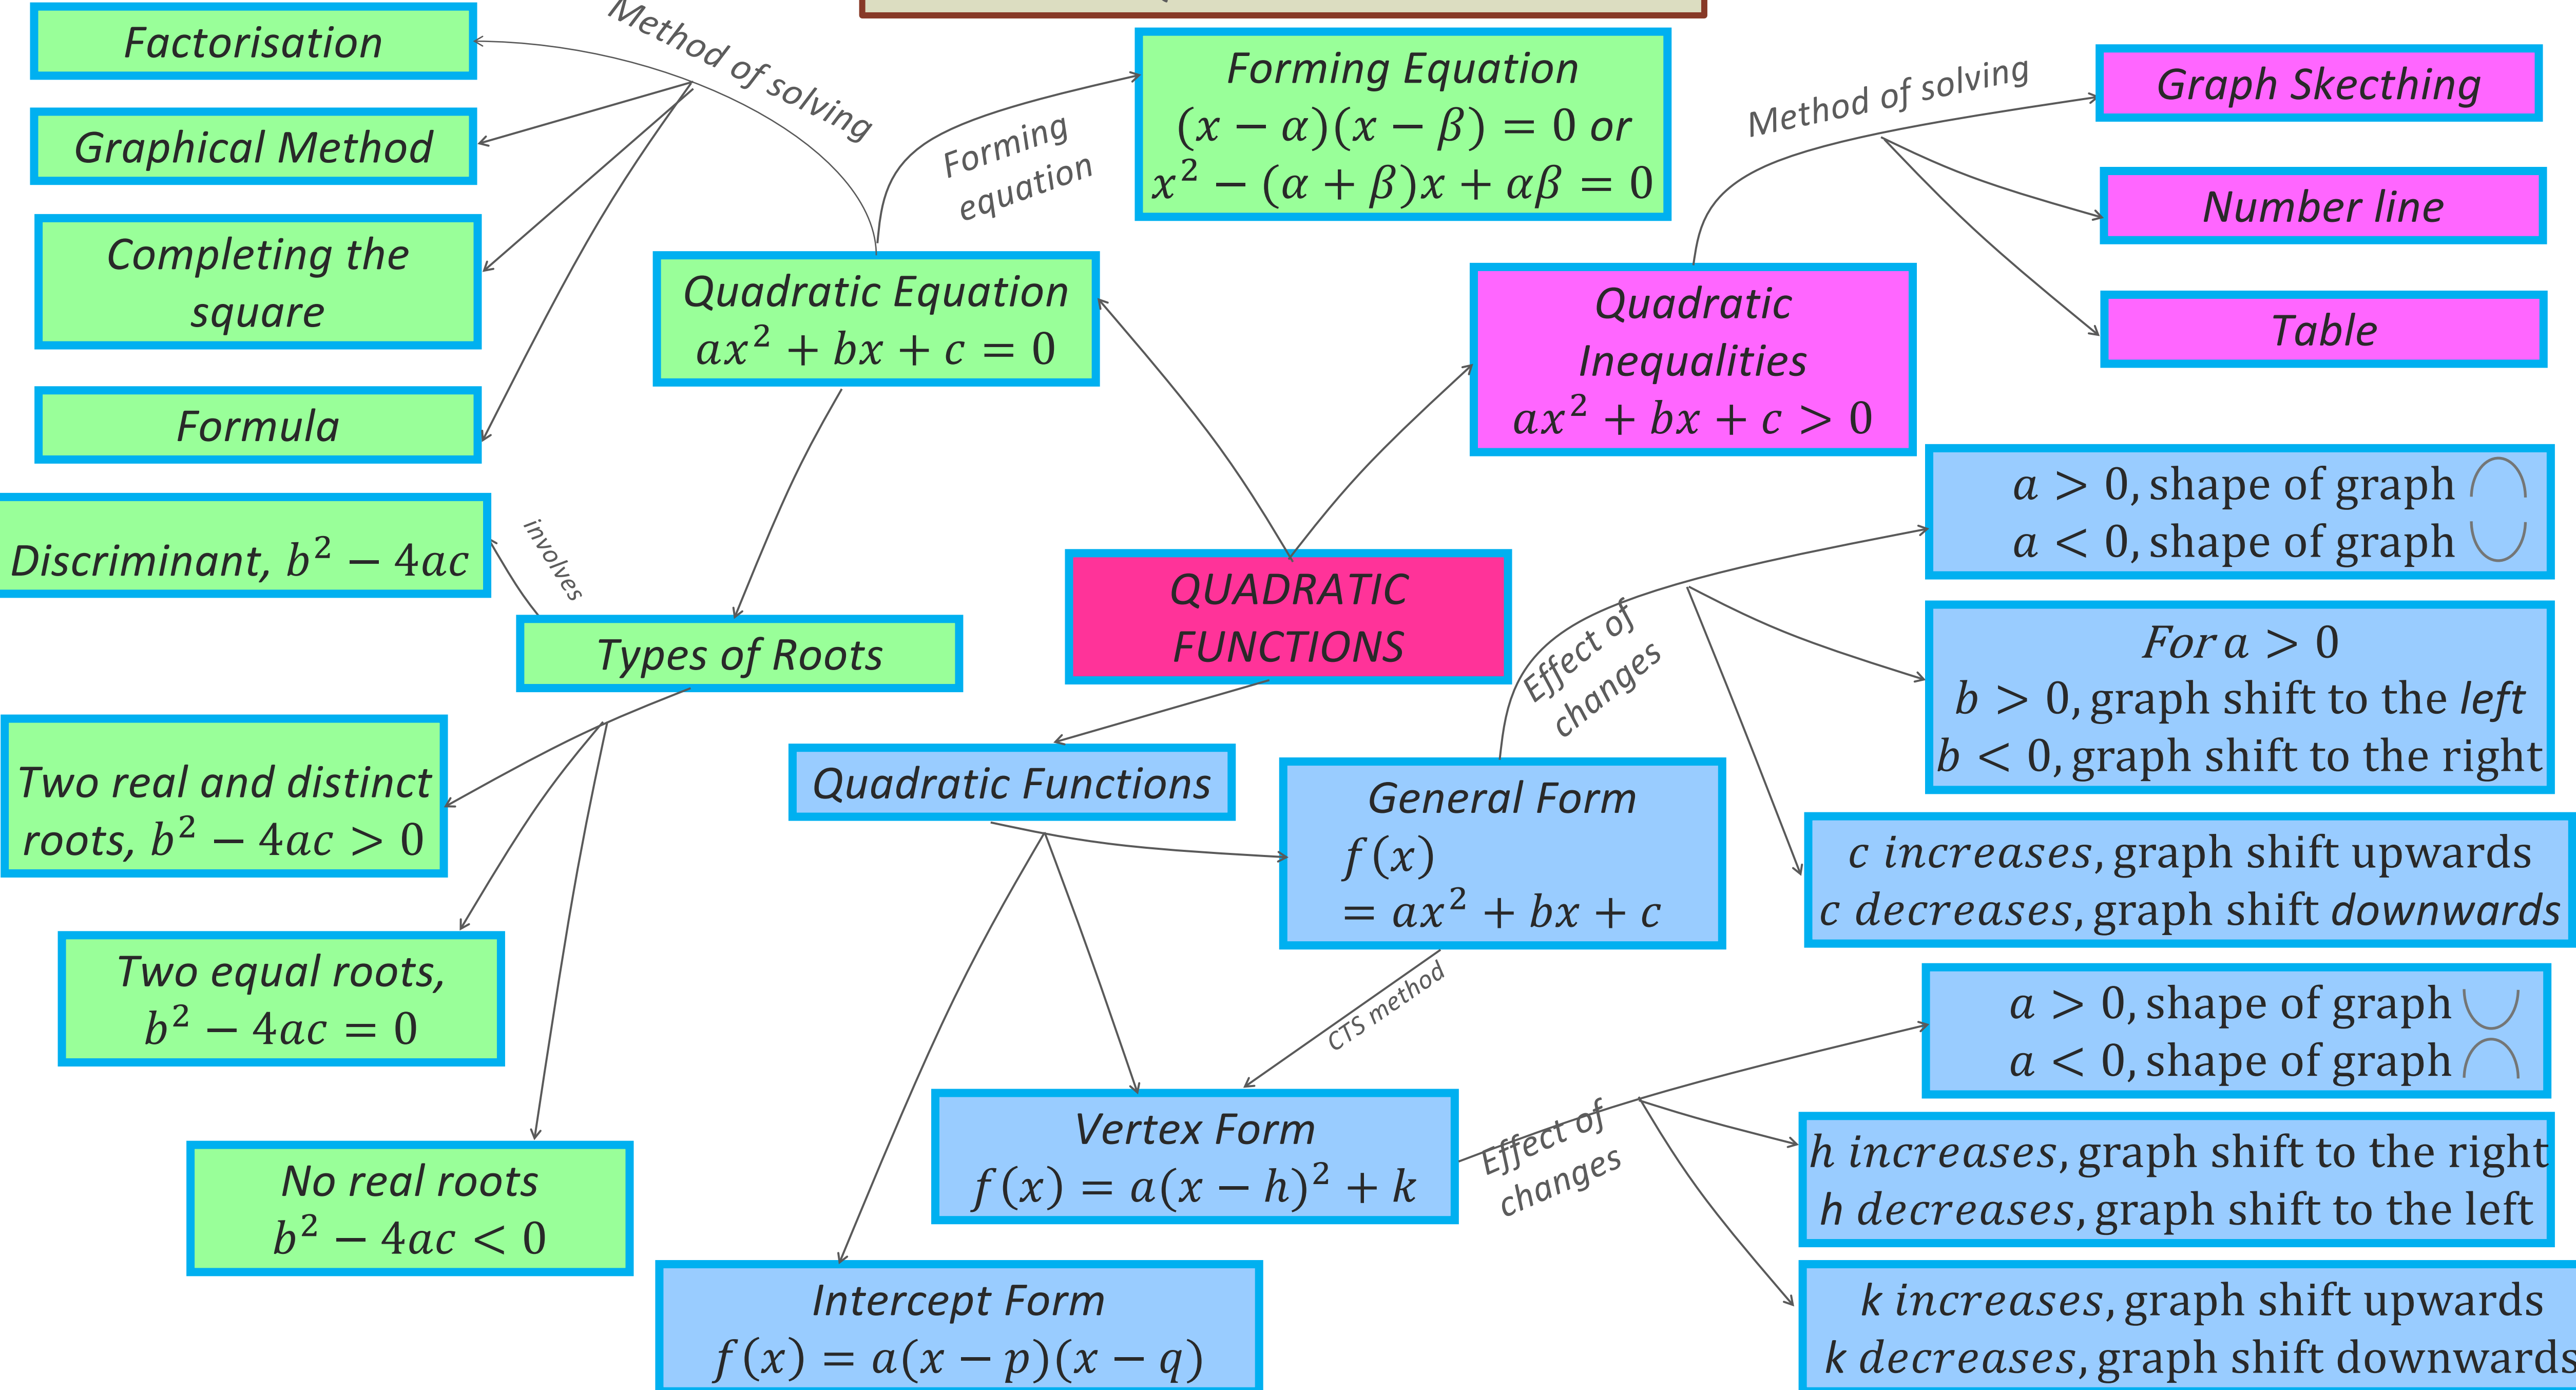 Factorisation
Graphical Method
Completing the
square
Formula
Method of solving
Forming
equation
Forming Equation
(x − α)(x − β) = 0 or
x² − (α + β)x + αβ = 0
Quadratic Equation
ax² + bx + c = 0
Method of solving
Graph Skecthing
Number line
Table
Quadratic
Inequalities
ax² + bx + c > 0
Discriminant, b² − 4ac
involves
Types of Roots
Two real and distinct
roots, b² − 4ac > 0
Two equal roots,
b² − 4ac = 0
No real roots
b² − 4ac < 0
QUADRATIC
FUNCTIONS
Quadratic Functions
General Form
f(x)
= ax² + bx + c
Effect of
changes
a > 0, shape of graph
a < 0, shape of graph
For a > 0
b > 0, graph shift to the left
b < 0, graph shift to the right
c increases, graph shift upwards
c decreases, graph shift downwards
CTS method
Vertex Form
f(x) = a(x − h)² + k
Effect of
changes
a > 0, shape of graph
a < 0, shape of graph
h increases, graph shift to the right
h decreases, graph shift to the left
k increases, graph shift upwards
k decreases, graph shift downwards
Intercept Form
f(x) = a(x − p)(x − q)